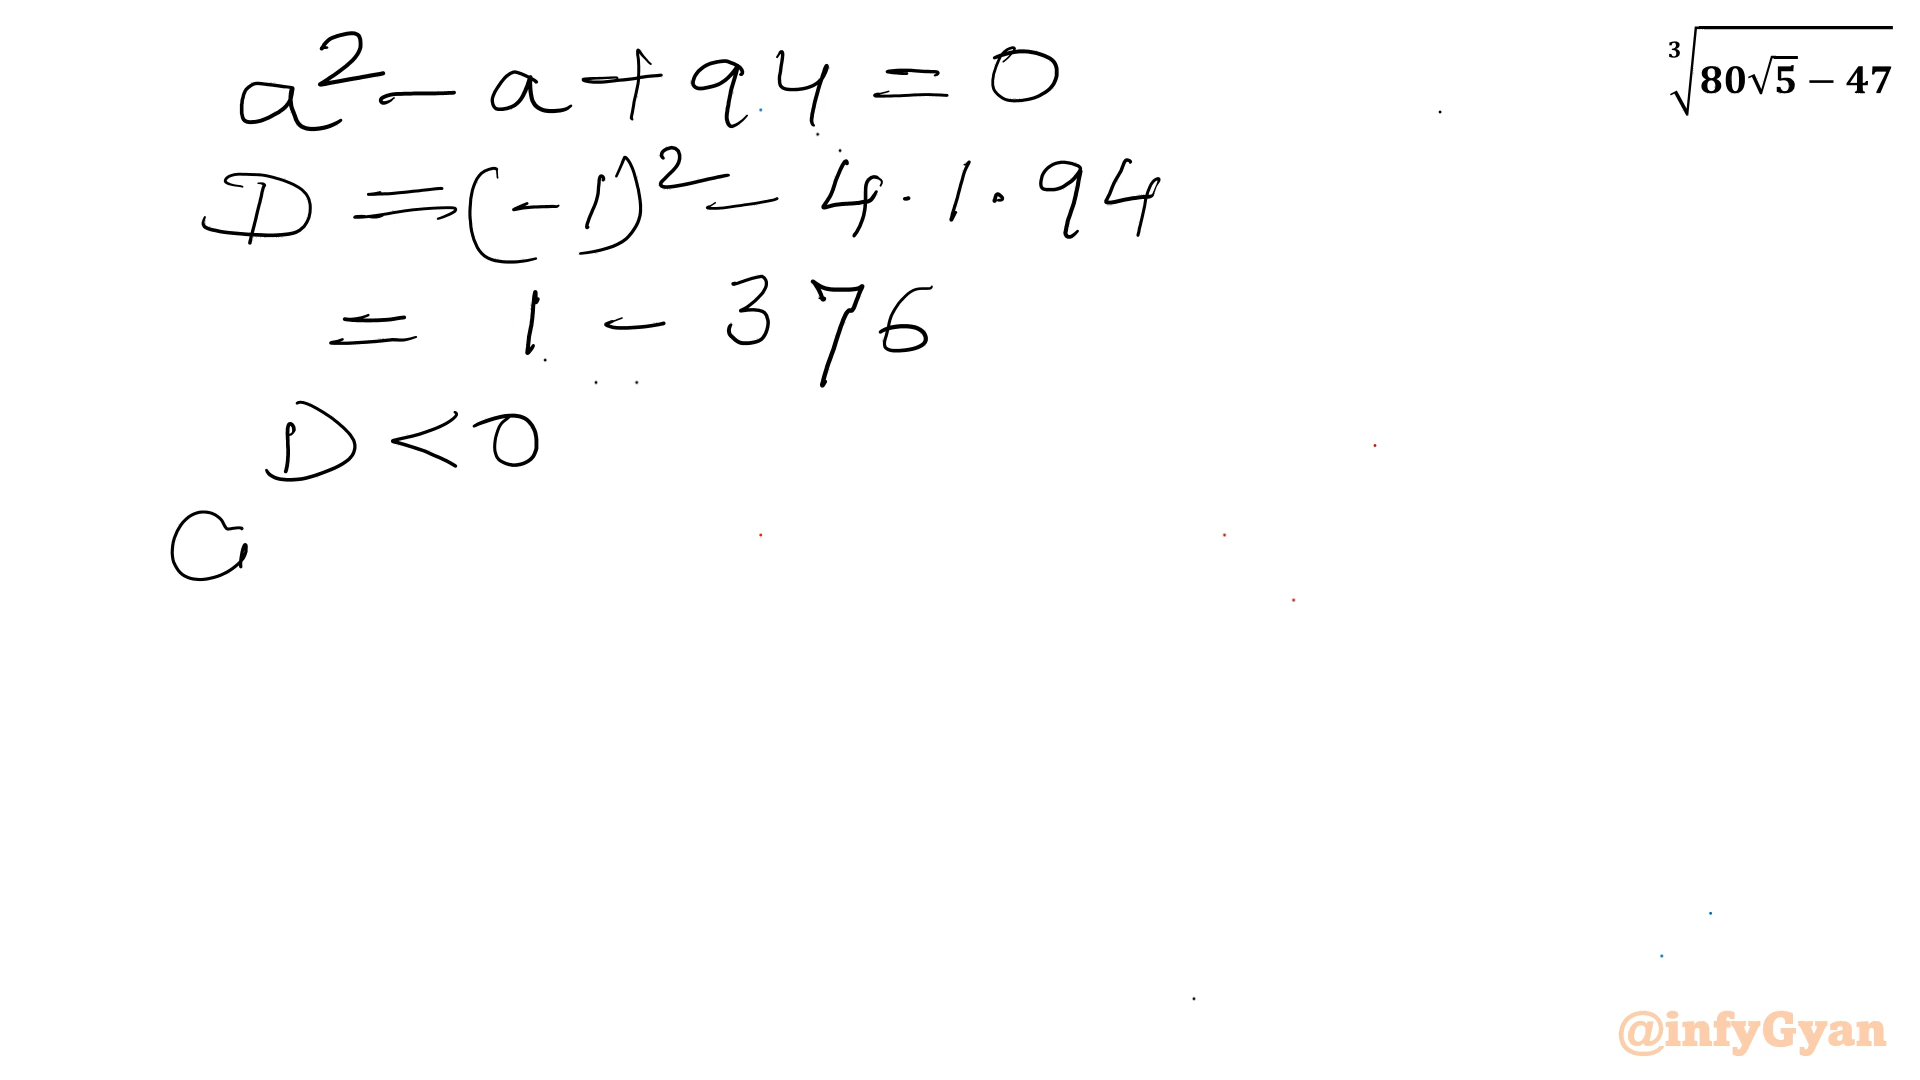 a² - a + 94 = 0
∛(80√5 − 47)
D = (-1)² - 4·1·94
= 1 - 376
D < 0
a
@infyGyan